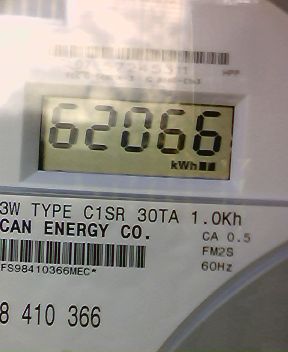 62066
kWh
3W TYPE C1SR 30TA 1.0Kh
CAN ENERGY CO.
CA 0.5
FM2S
FS98410366MEC*
60Hz
8 410 366